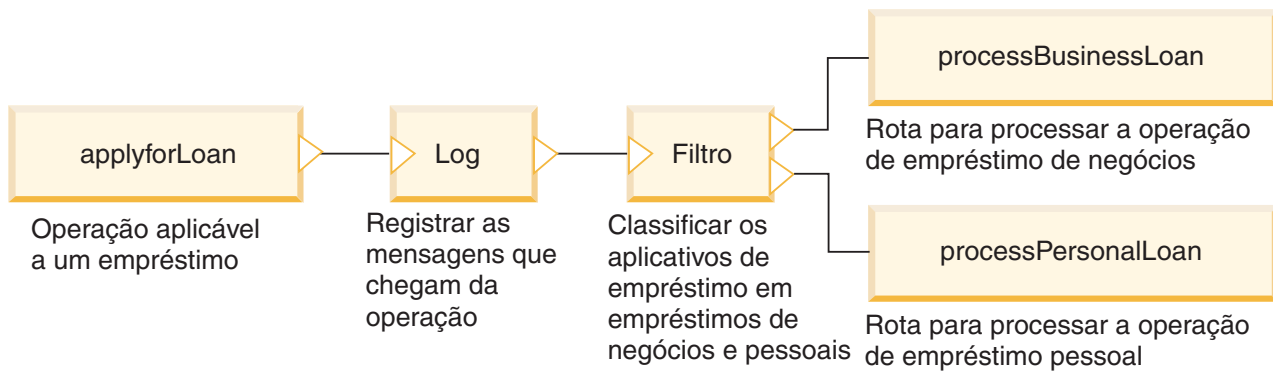 applyforLoan
Operação aplicável
a um empréstimo
Log
Registrar as
mensagens que
chegam da
operação
Filtro
Classificar os
aplicativos de
empréstimo em
empréstimos de
negócios e pessoais
processBusinessLoan
Rota para processar a operação
de empréstimo de negócios
processPersonalLoan
Rota para processar a operação
de empréstimo pessoal